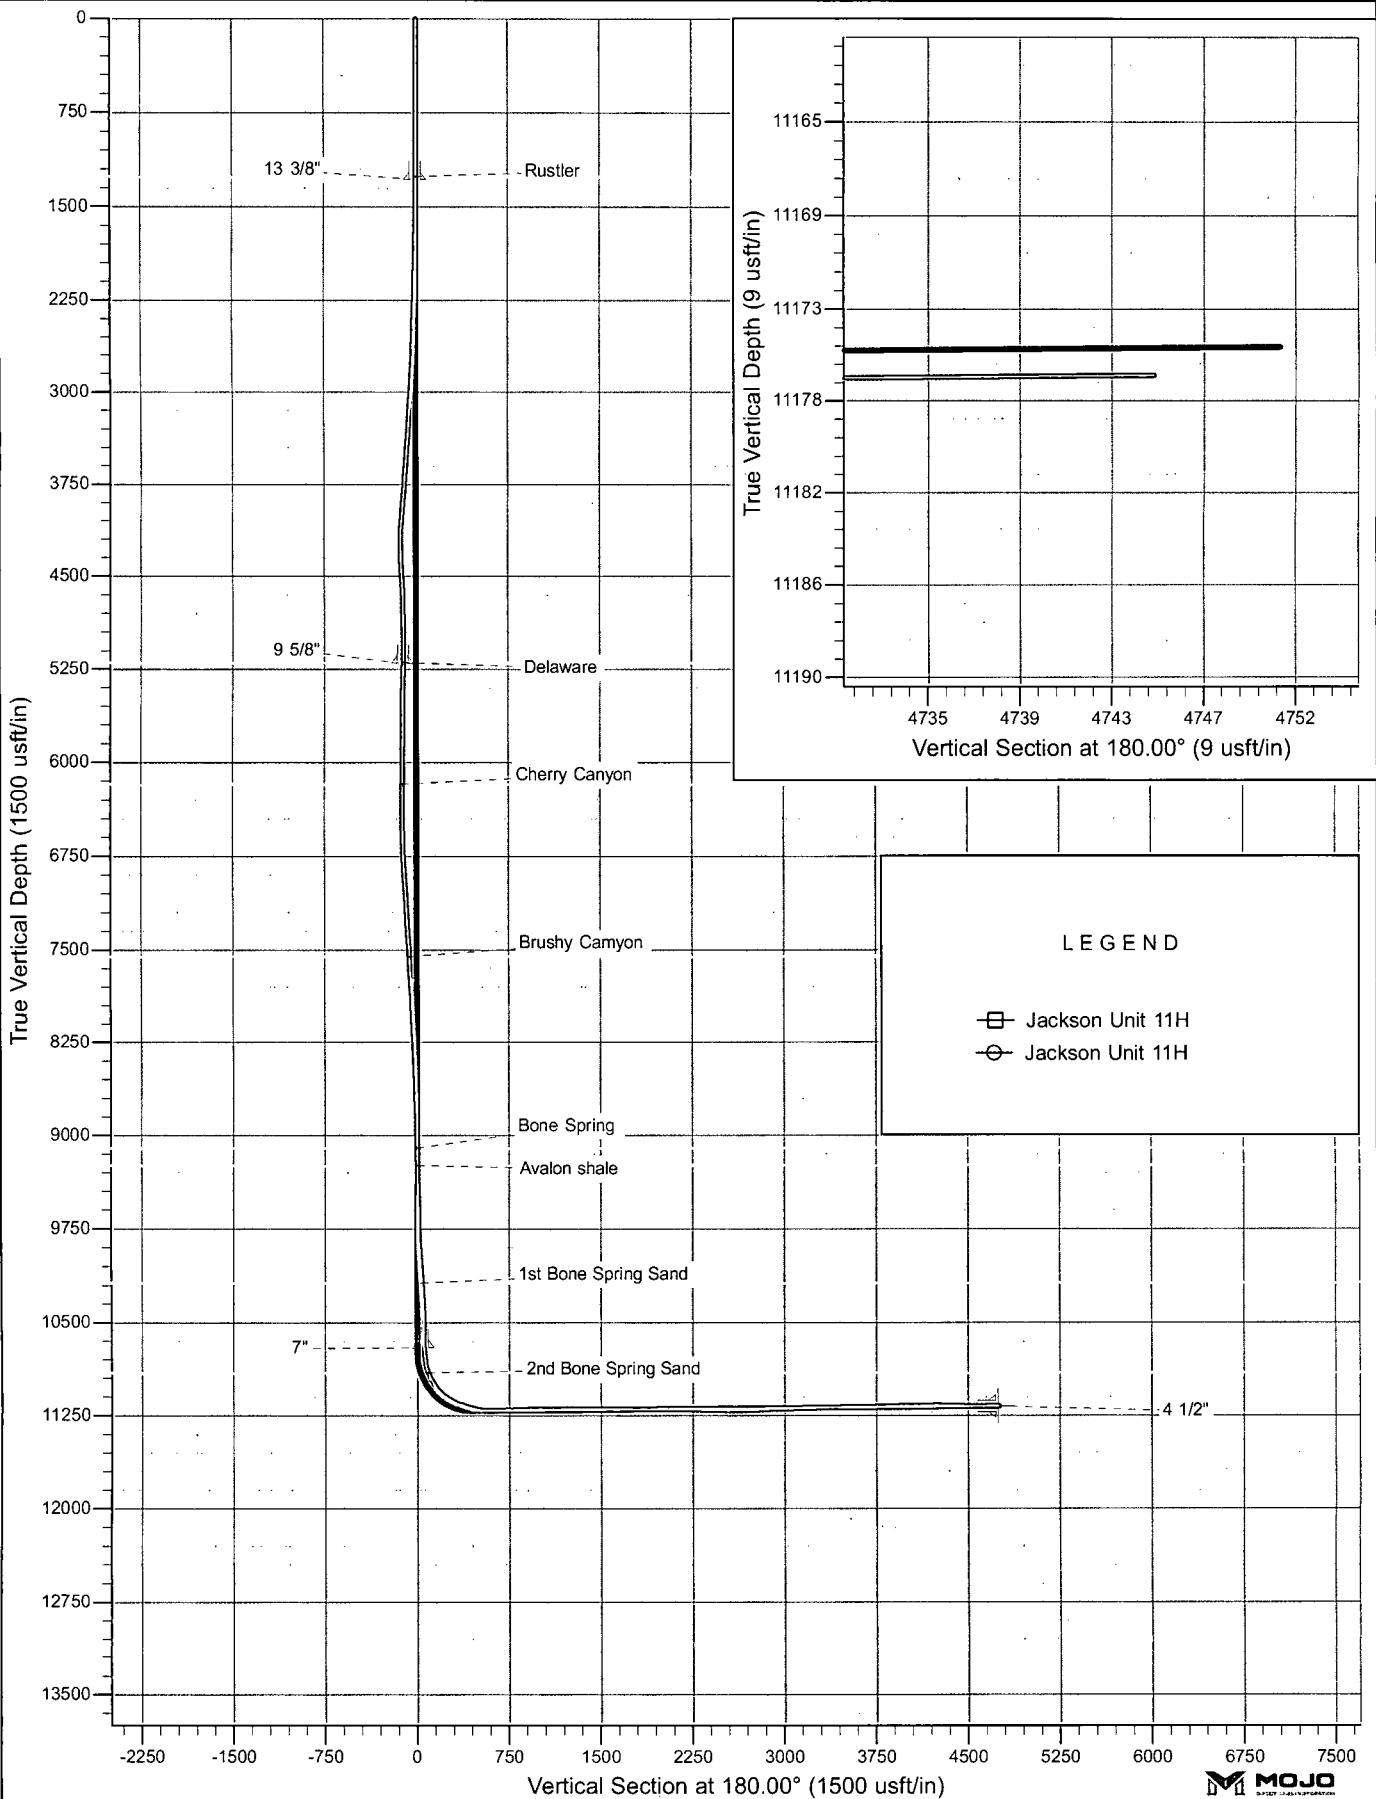 0
750
1500
2250
3000
3750
4500
5250
6000
6750
7500
8250
9000
9750
10500
11250
12000
12750
13500
True Vertical Depth (1500 usft/in)
13 3/8"
Rustler
9 5/8"
Delaware
Cherry Canyon
Brushy Camyon
Bone Spring
Avalon shale
1st Bone Spring Sand
7"
2nd Bone Spring Sand
4 1/2"
-2250 -1500 -750 0 750 1500 2250 3000 3750 4500 5250 6000 6750 7500
Vertical Section at 180.00° (1500 usft/in)
11165
11169
11173
11178
11182
11186
11190
True Vertical Depth (9 usft/in)
4735 4739 4743 4747 4752
Vertical Section at 180.00° (9 usft/in)
LEGEND
Jackson Unit 11H
Jackson Unit 11H
MOJO